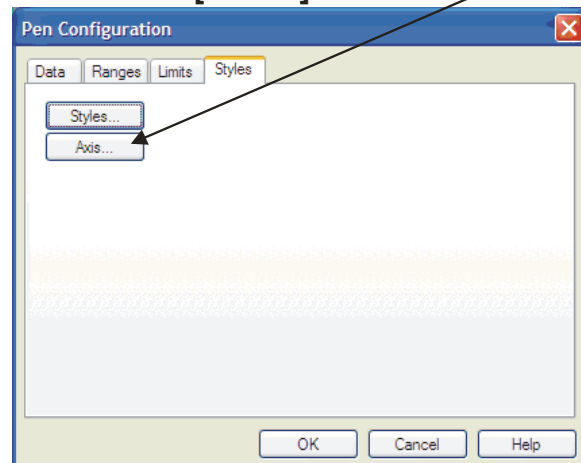 Pen Configuration
Data Ranges Limits Styles
Styles...
Axis...
OK Cancel Help